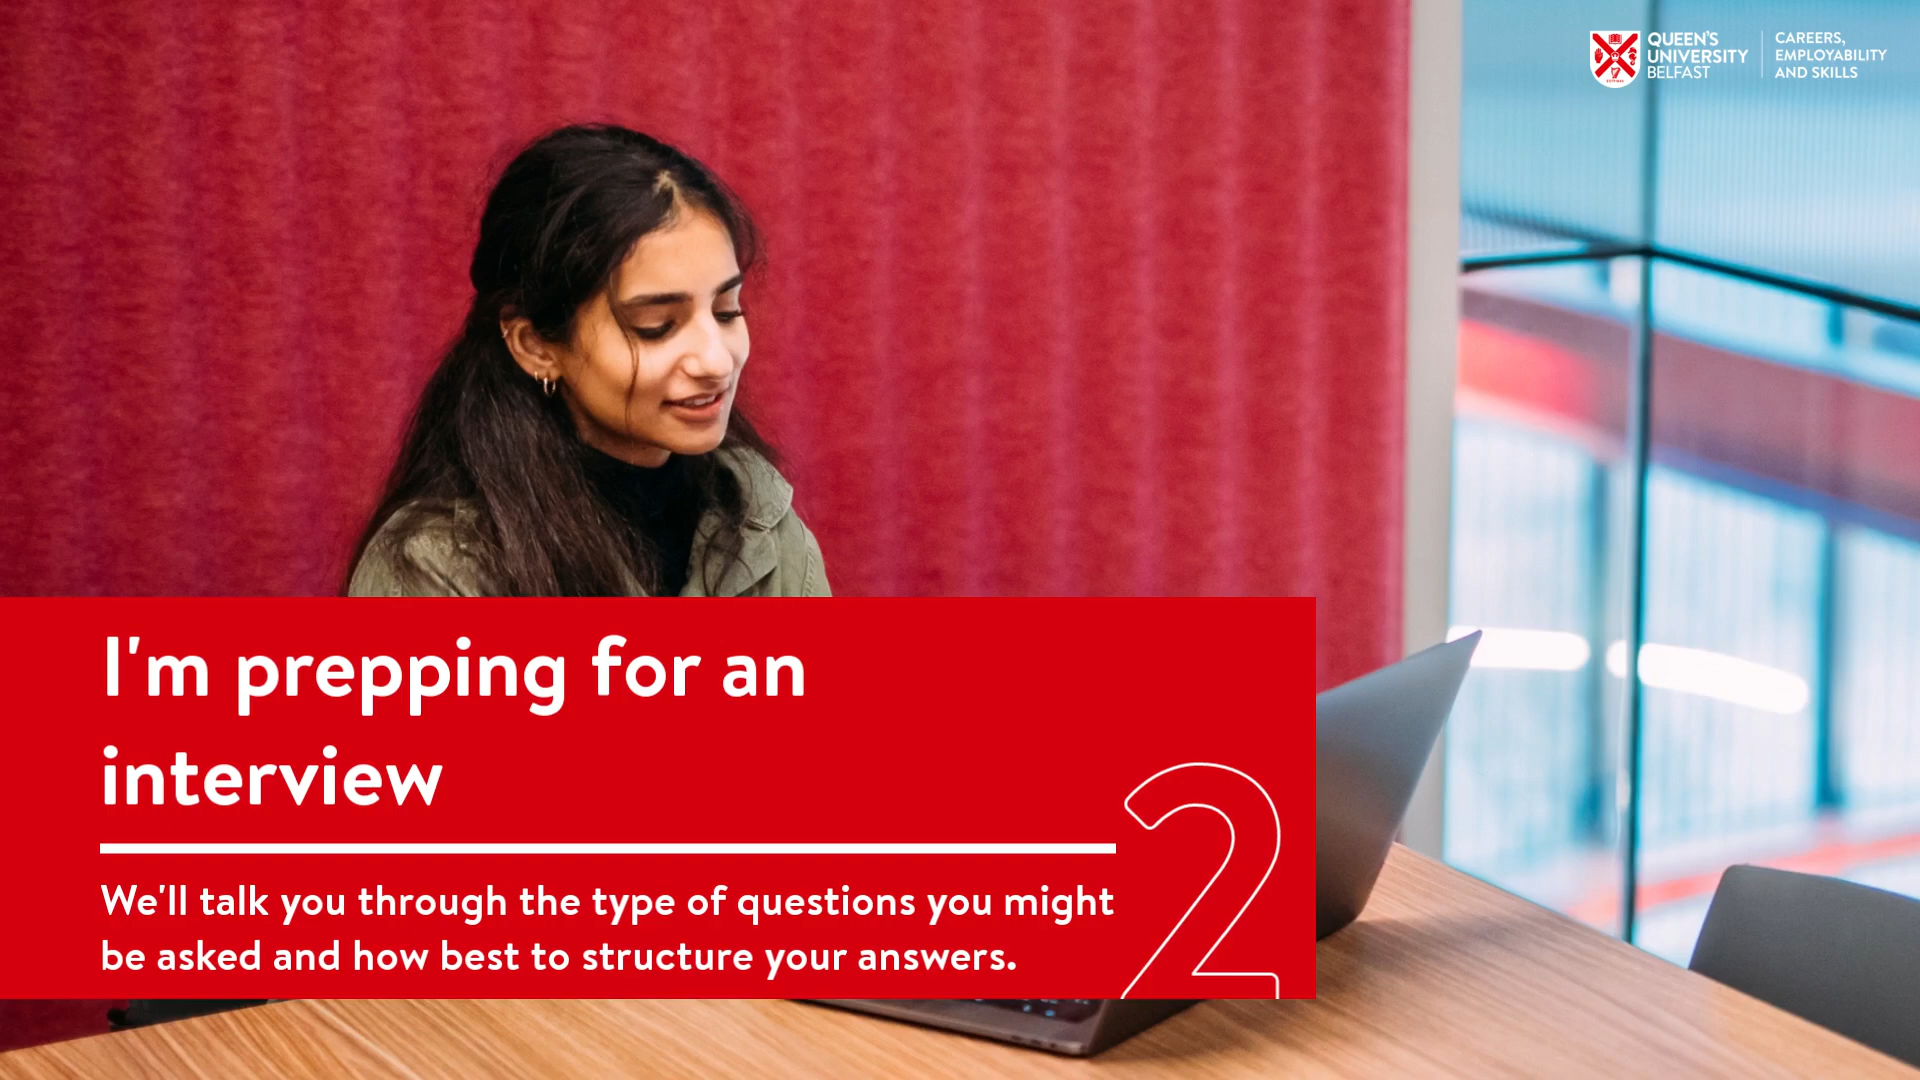 QUEEN'S
UNIVERSITY
BELFAST
CAREERS,
EMPLOYABILITY
AND SKILLS
I'm prepping for an
interview
2
We'll talk you through the type of questions you might
be asked and how best to structure your answers.